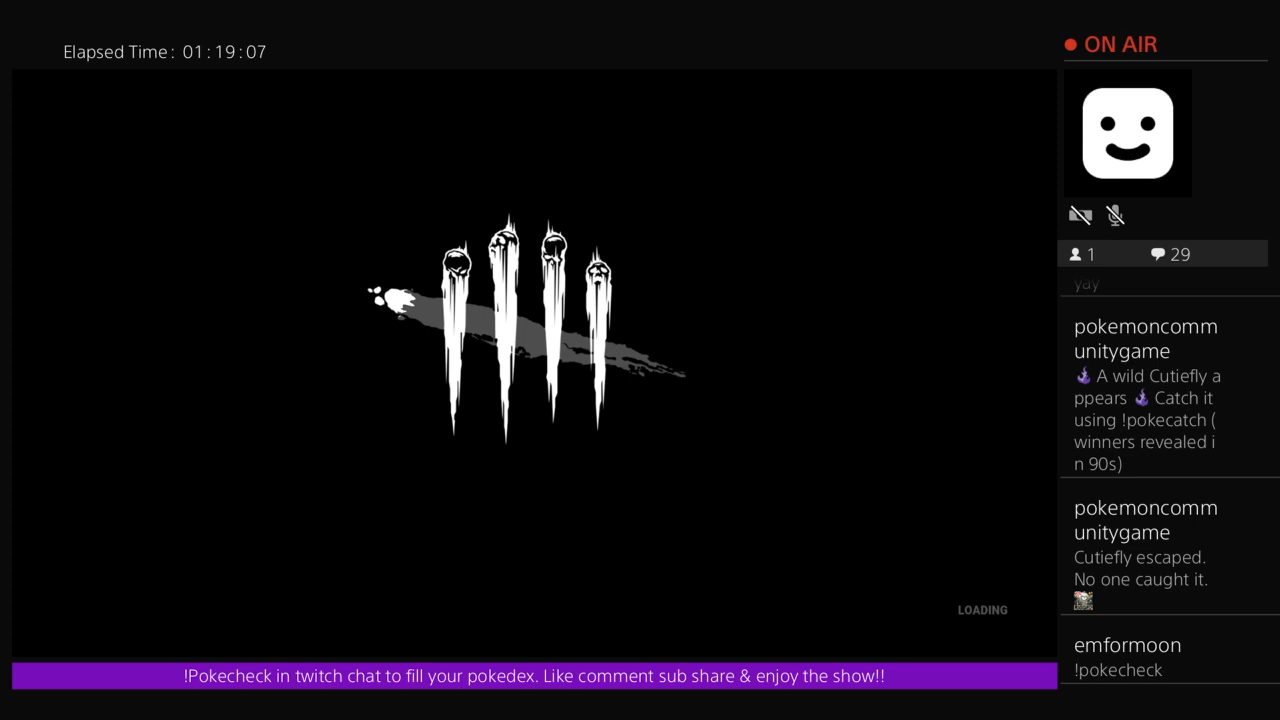 Elapsed Time: 01:19:07
ON AIR
1
29
yay
pokemoncomm
unitygame
A wild Cutiefly a
ppears Catch it
using !pokecatch (
winners revealed i
n 90s)
pokemoncomm
unitygame
Cutiefly escaped.
No one caught it.
emformoon
!pokecheck
LOADING
!Pokecheck in twitch chat to fill your pokedex. Like comment sub share & enjoy the show!!